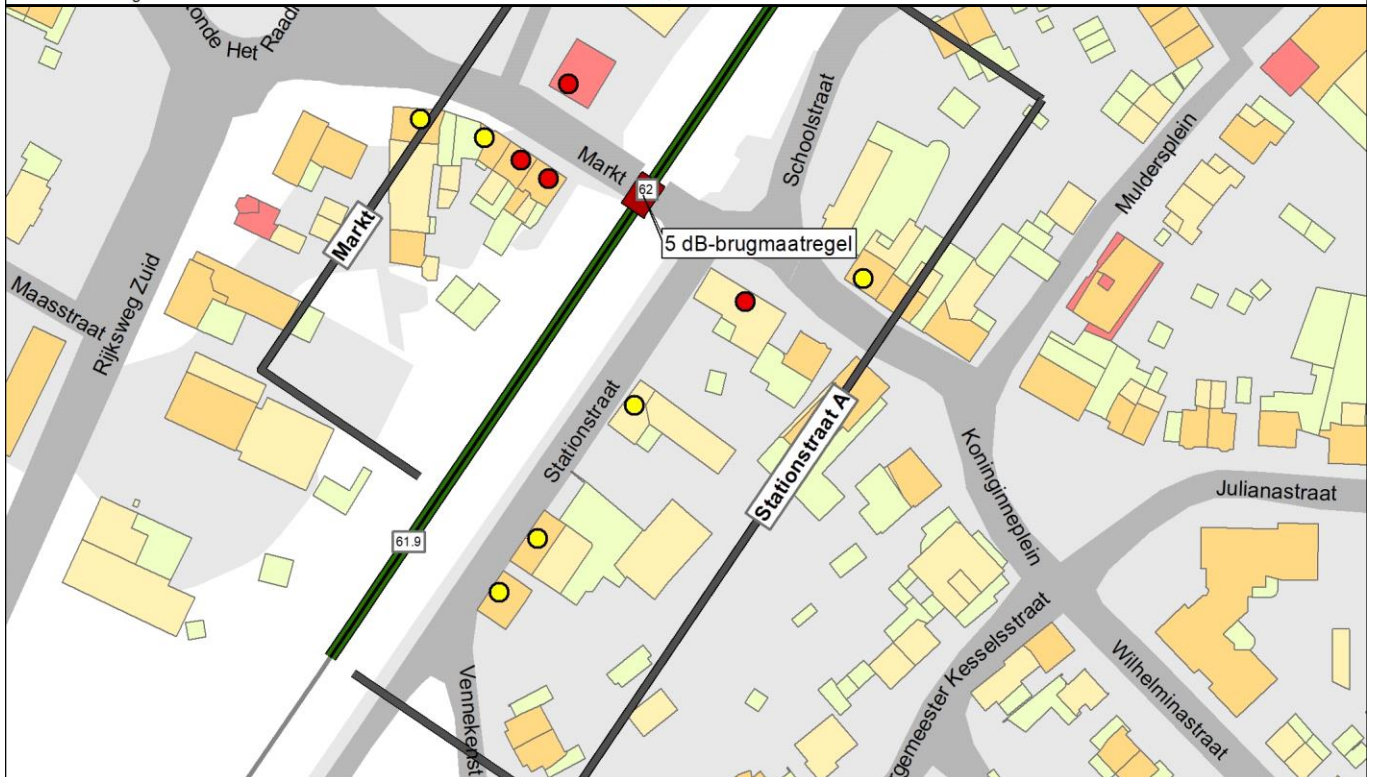 onde Het Raad
Markt
Schoolstraat
Muldersplein
62
5 dB-brugmaatregel
Markt
Maasstraat
Rijksweg Zuid
Stationstraat
Stationstraat A
Koninginneplein
Julianastraat
61.9
Vennekenst
rgemeester Kesselsstraat
Wilhelminastraat